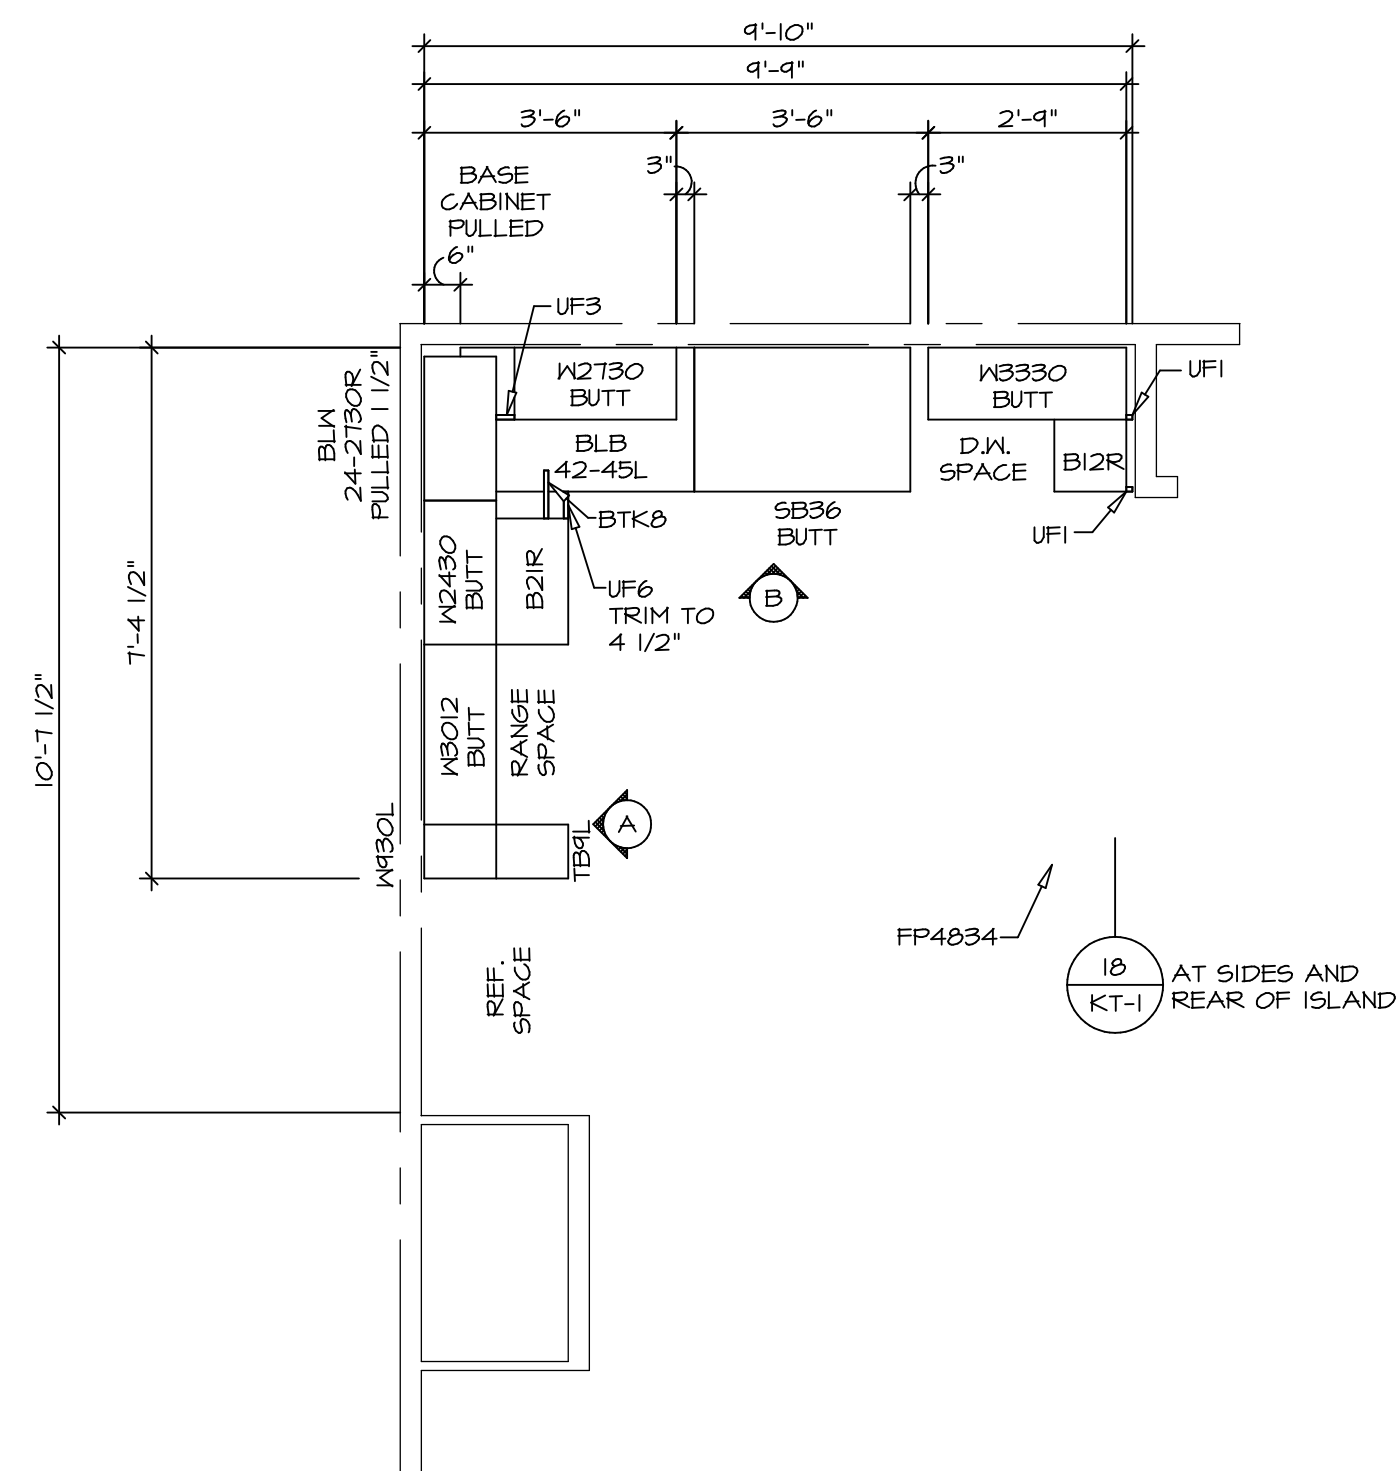 9'-10"
9'-9"
3'-6"
3'-6"
2'-9"
3"
3"
BASE
CABINET
PULLED
6"
UF3
BLW
24-2730R
PULLED 1 1/2"
W2730
BUTT
W3330
BUTT
UF1
BLB
42-45L
D.W.
SPACE
B12R
SB36
BUTT
UF1
BTK8
W2430
BUTT
B21R
UF6
TRIM TO
4 1/2"
B
7'-4 1/2"
10'-7 1/2"
W3012
BUTT
RANGE
SPACE
W930L
TB9L
A
REF.
SPACE
FP4834
18
KT-1
AT SIDES AND
REAR OF ISLAND